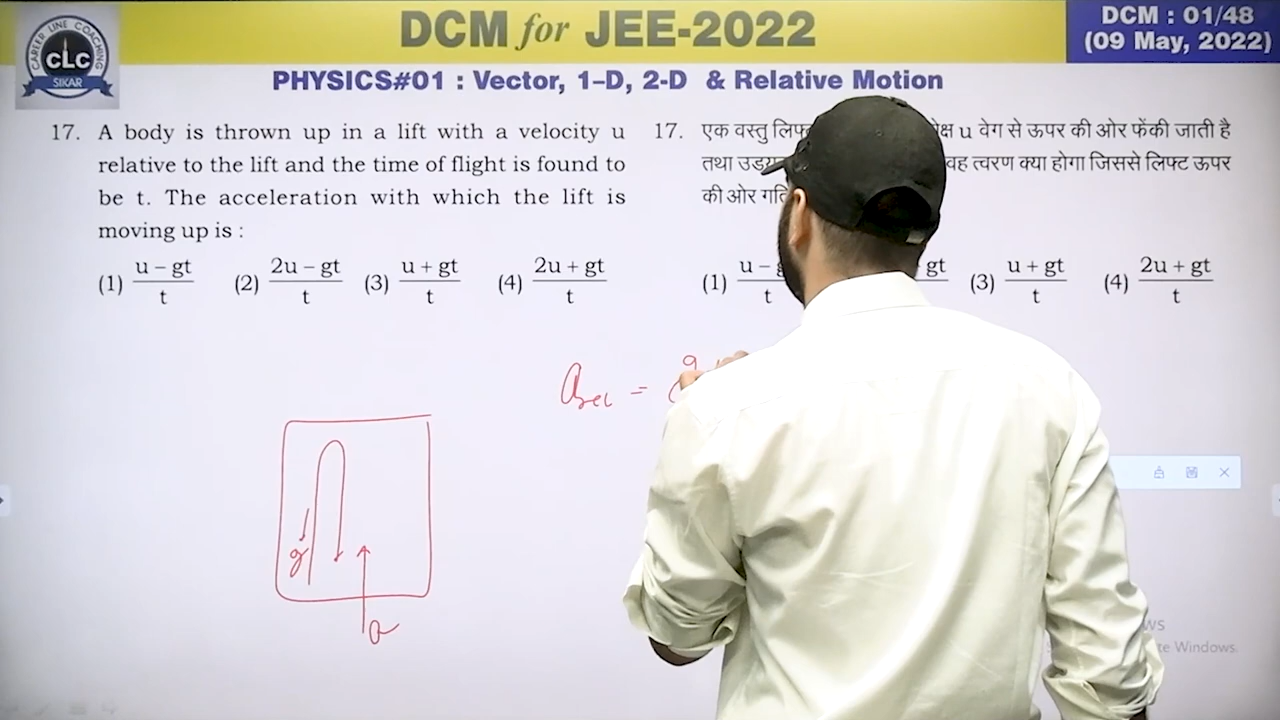 CAREER LINE COACHING
CLC
SIKAR
DCM for JEE-2022
DCM : 01/48
(09 May, 2022)
PHYSICS#01 : Vector, 1–D, 2-D & Relative Motion
17. A body is thrown up in a lift with a velocity u
relative to the lift and the time of flight is found to
be t. The acceleration with which the lift is
moving up is :
(1) u – gt / t (2) 2u – gt / t (3) u + gt / t (4) 2u + gt / t
17. एक वस्तु u वेग से ऊपर की ओर फेंकी जाती है
तथा वह त्वरण क्या होगा जिससे लिफ्ट ऊपर
की ओर
(1) u – / t gt (3) u + gt / t (4) 2u + gt / t
a rel =
g
a